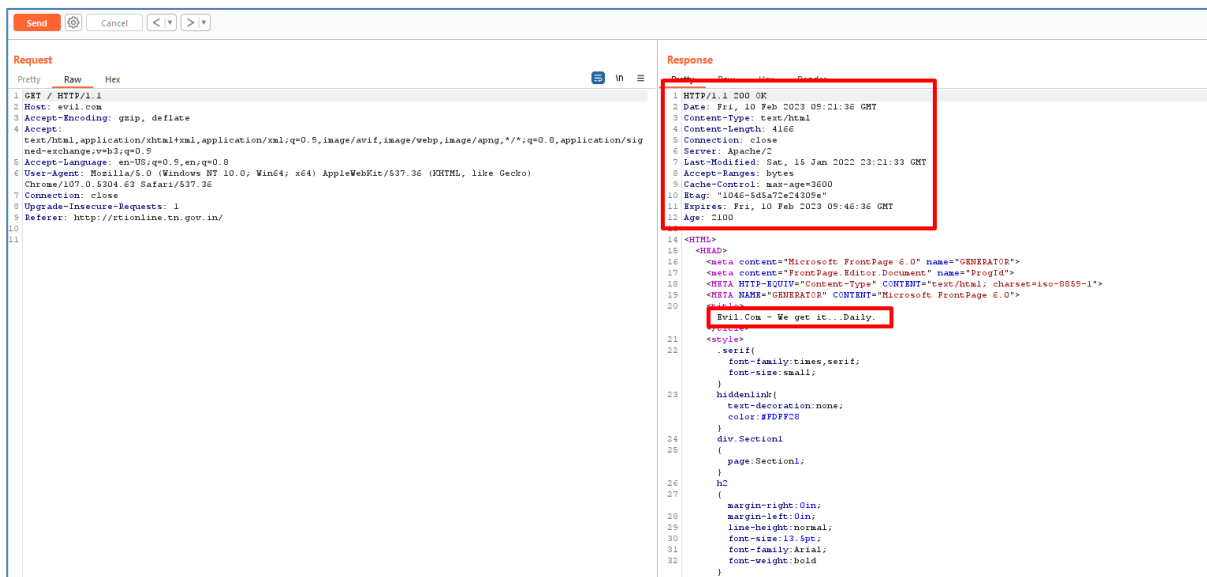 Send Cancel < >
Request
Pretty Raw Hex \n
1 GET / HTTP/1.1
2 Host: evil.com
3 Accept-Encoding: gzip, deflate
4 Accept:
text/html,application/xhtml+xml,application/xml;q=0.9,image/avif,image/webp,image/apng,*/*;q=0.8,application/sig
ned-exchange;v=b3;q=0.9
5 Accept-Language: en-US;q=0.9,en;q=0.8
6 User-Agent: Mozilla/5.0 (Windows NT 10.0; Win64; x64) AppleWebKit/537.36 (KHTML, like Gecko)
Chrome/107.0.5304.63 Safari/537.36
7 Connection: close
8 Upgrade-Insecure-Requests: 1
9 Referer: http://rtionline.tn.gov.in/
10
11
Response
Pretty Raw Hex Render
1 HTTP/1.1 200 OK
2 Date: Fri, 10 Feb 2023 09:21:36 GMT
3 Content-Type: text/html
4 Content-Length: 4166
5 Connection: close
6 Server: Apache/2
7 Last-Modified: Sat, 15 Jan 2022 23:21:33 GMT
8 Accept-Ranges: bytes
9 Cache-Control: max-age=3600
10 Etag: "1046-5d5a72e24309e"
11 Expires: Fri, 10 Feb 2023 09:46:36 GMT
12 Age: 2100
13
14 <HTML>
15 <HEAD>
16 <meta content="Microsoft FrontPage 6.0" name="GENERATOR">
17 <meta content="FrontPage.Editor.Document" name="ProgId">
18 <META HTTP-EQUIV="Content-Type" CONTENT="text/html; charset=iso-8859-1">
19 <META NAME="GENERATOR" CONTENT="Microsoft FrontPage 6.0">
20 <title>
Evil.Com - We get it...Daily.
</title>
21 <style>
22 .serif{
font-family:times,serif;
font-size:small;
}
23 hiddenlink{
text-decoration:none;
color:#FDFF28
}
24 div.Section1
25 {
page:Section1;
}
26 h2
27 {
margin-right:0in;
28 margin-left:0in;
29 line-height:normal;
30 font-size:13.5pt;
31 font-family:Arial;
32 font-weight:bold
}